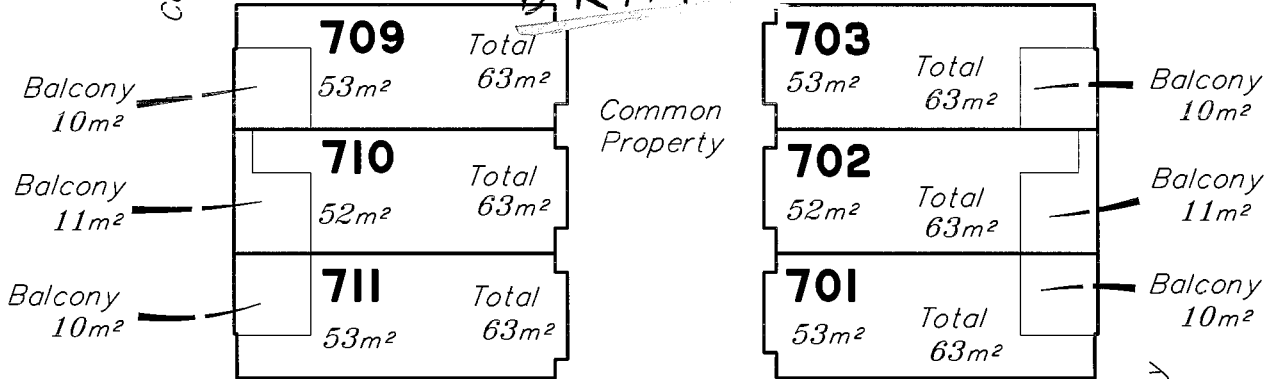 709
53m²
Total
63m²
Balcony
10m²
710
52m²
Total
63m²
Balcony
11m²
711
53m²
Total
63m²
Balcony
10m²
Common
Property
703
53m²
Total
63m²
Balcony
10m²
702
52m²
Total
63m²
Balcony
11m²
701
53m²
Total
63m²
Balcony
10m²